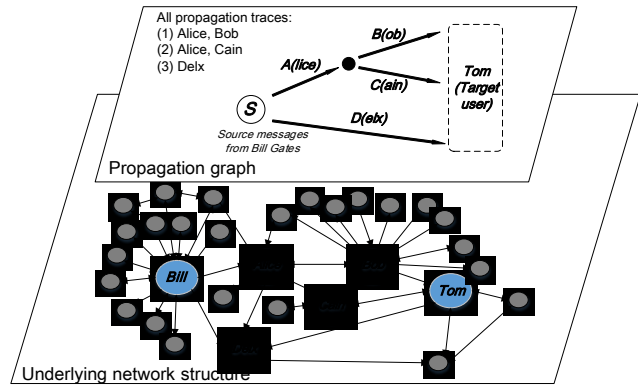 All propagation traces:
(1) Alice, Bob
(2) Alice, Cain
(3) Delx
B(ob)
A(lice)
C(ain)
Tom
(Target
user)
S
D(elx)
Source messages
from Bill Gates
Propagation graph
Bill
Tom
Underlying network structure